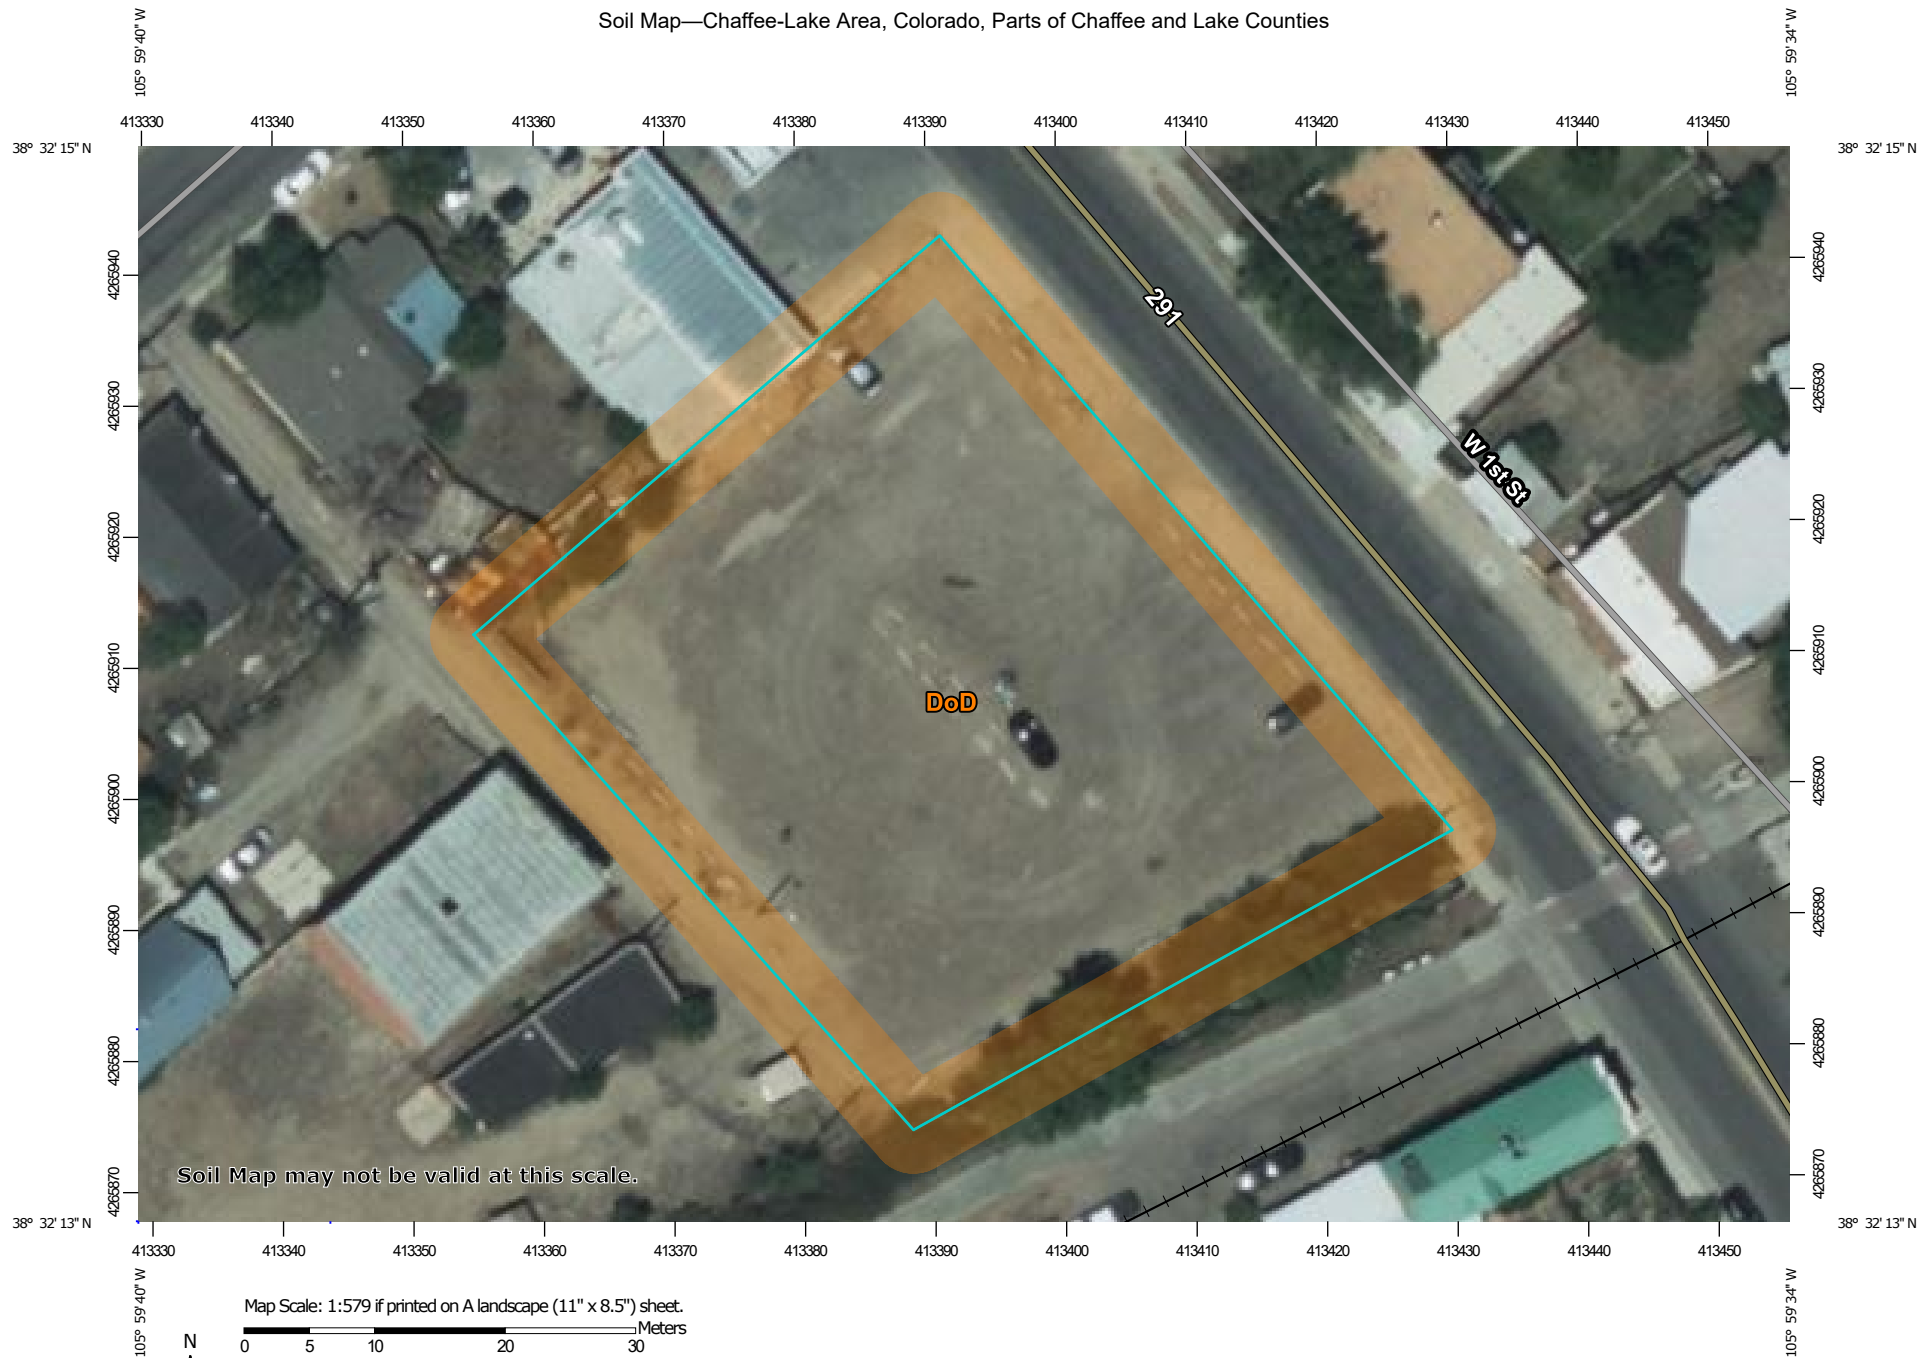 Soil Map—Chaffee-Lake Area, Colorado, Parts of Chaffee and Lake Counties
105° 59' 40'' W
105° 59' 34'' W
413330 413340 413350 413360 413370 413380 413390 413400 413410 413420 413430 413440 413450
38° 32' 15'' N
38° 32' 15'' N
4265940
4265940
291
4265930
4265930
W 1st St
4265920
4265920
4265910
4265910
DoD
4265900
4265900
4265890
4265890
4265880
4265880
4265870
4265870
Soil Map may not be valid at this scale.
38° 32' 13'' N
38° 32' 13'' N
413330 413340 413350 413360 413370 413380 413390 413400 413410 413420 413430 413440 413450
105° 59' 40'' W
105° 59' 34'' W
Map Scale: 1:579 if printed on A landscape (11" x 8.5") sheet.
Meters
N
0 5 10 20 30